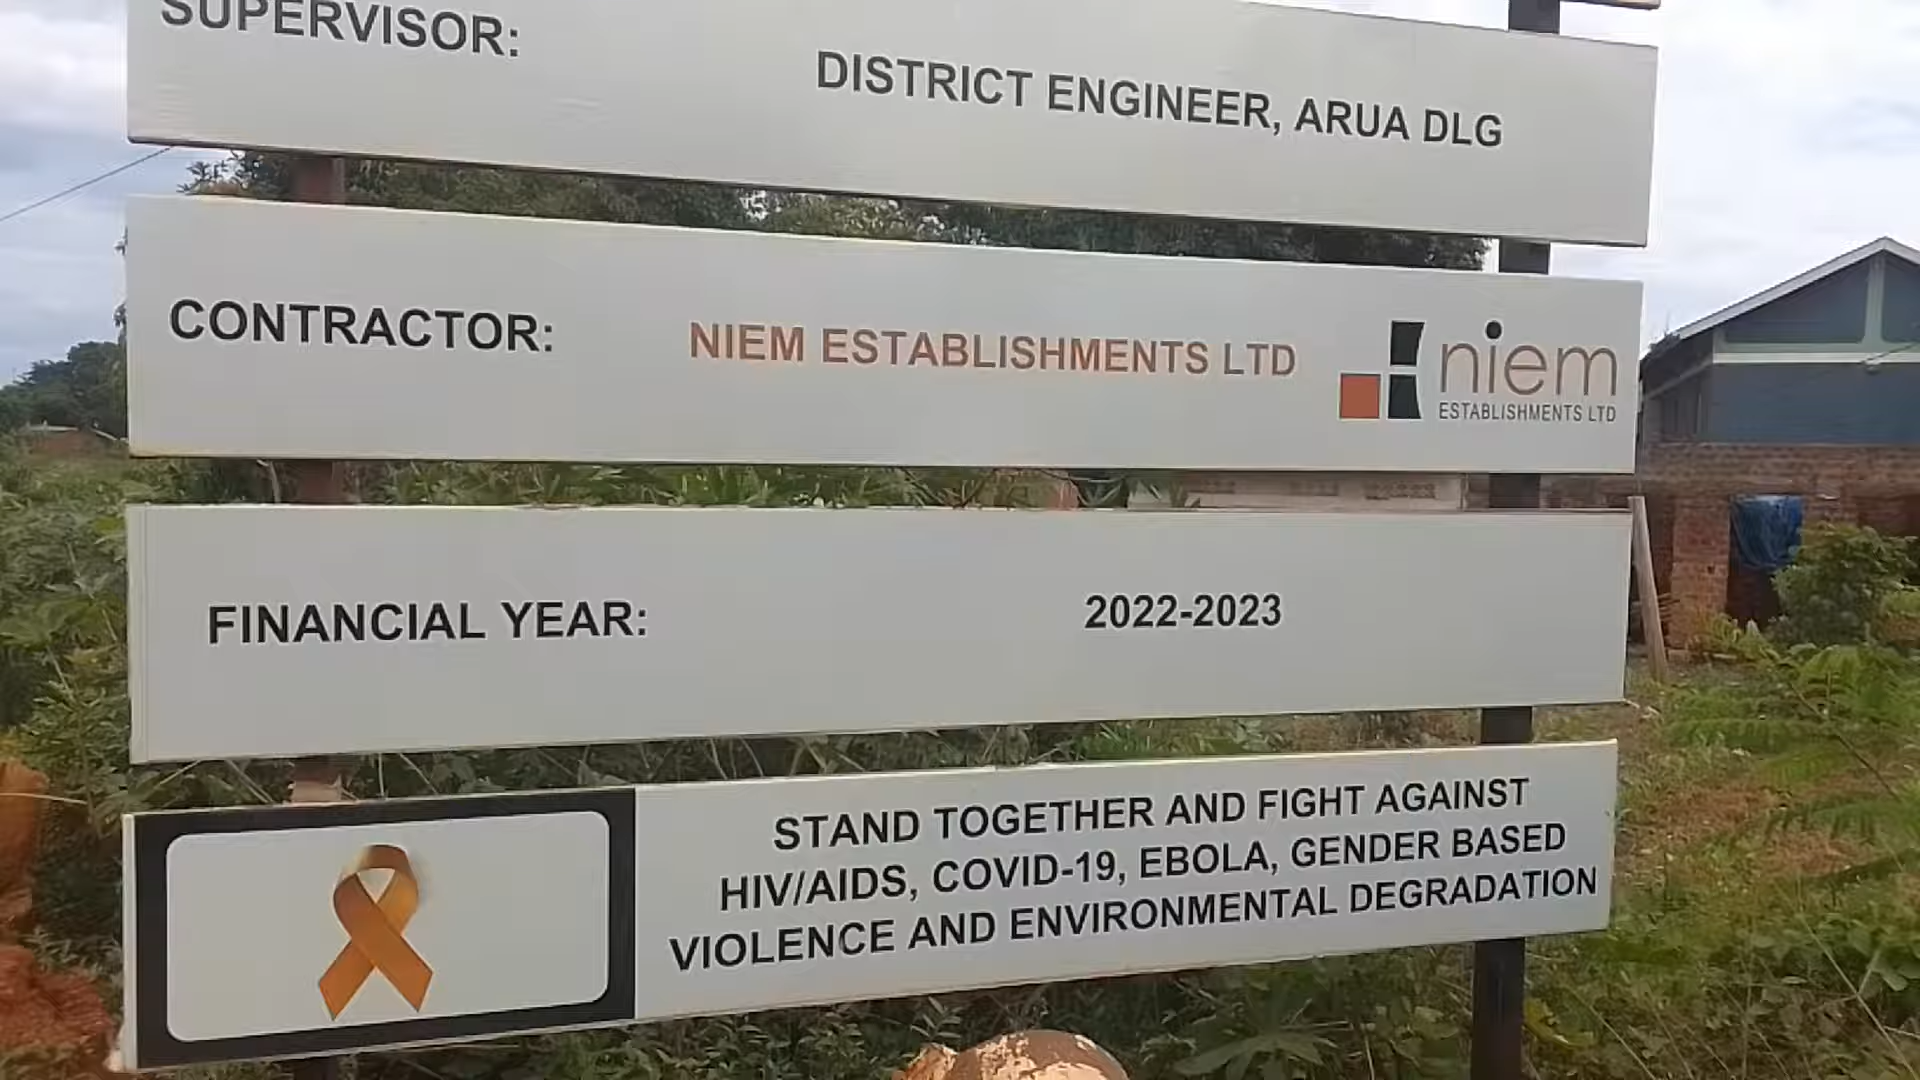 SUPERVISOR:
DISTRICT ENGINEER, ARUA DLG
CONTRACTOR:
NIEM ESTABLISHMENTS LTD
niem
ESTABLISHMENTS LTD
FINANCIAL YEAR:
2022-2023
STAND TOGETHER AND FIGHT AGAINST
HIV/AIDS, COVID-19, EBOLA, GENDER BASED
VIOLENCE AND ENVIRONMENTAL DEGRADATION